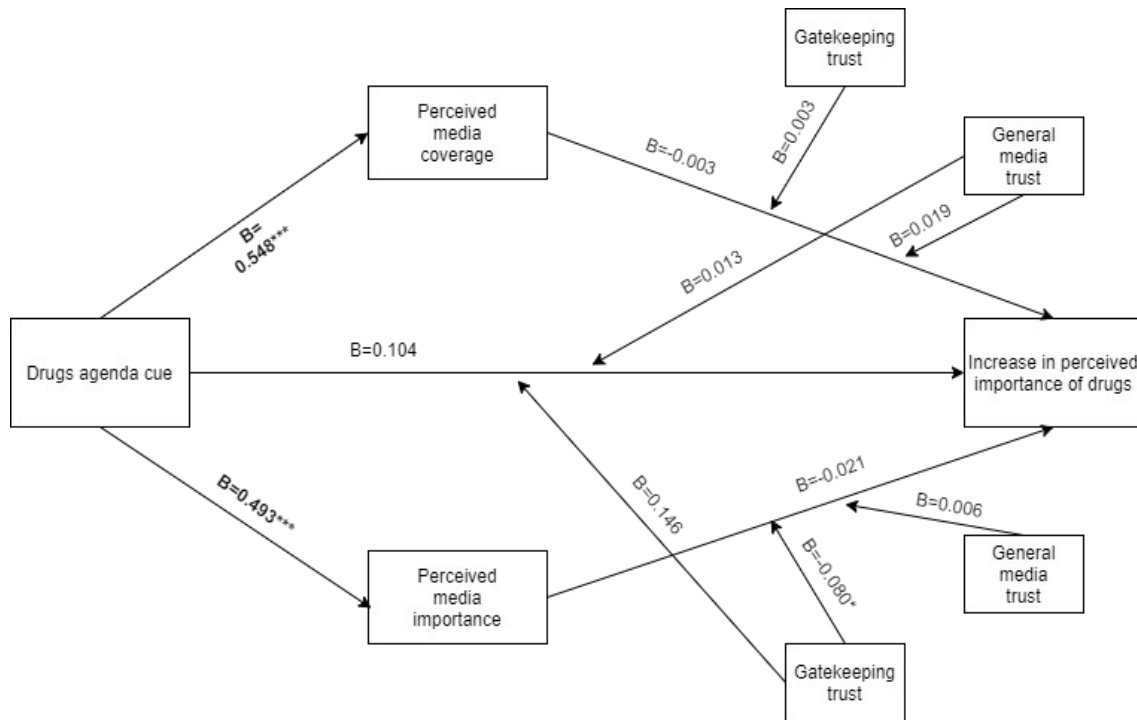 Gatekeeping
trust
Perceived
media
coverage
B=-0.003
B=0.003
General
media
trust
B=0.019
B=0.013
B=
0.548***
Drugs agenda cue
B=0.104
Increase in perceived
importance of drugs
B=0.493***
B=0.146
B=-0.021
B=0.006
B=-0.080*
Perceived
media
importance
General
media
trust
Gatekeeping
trust